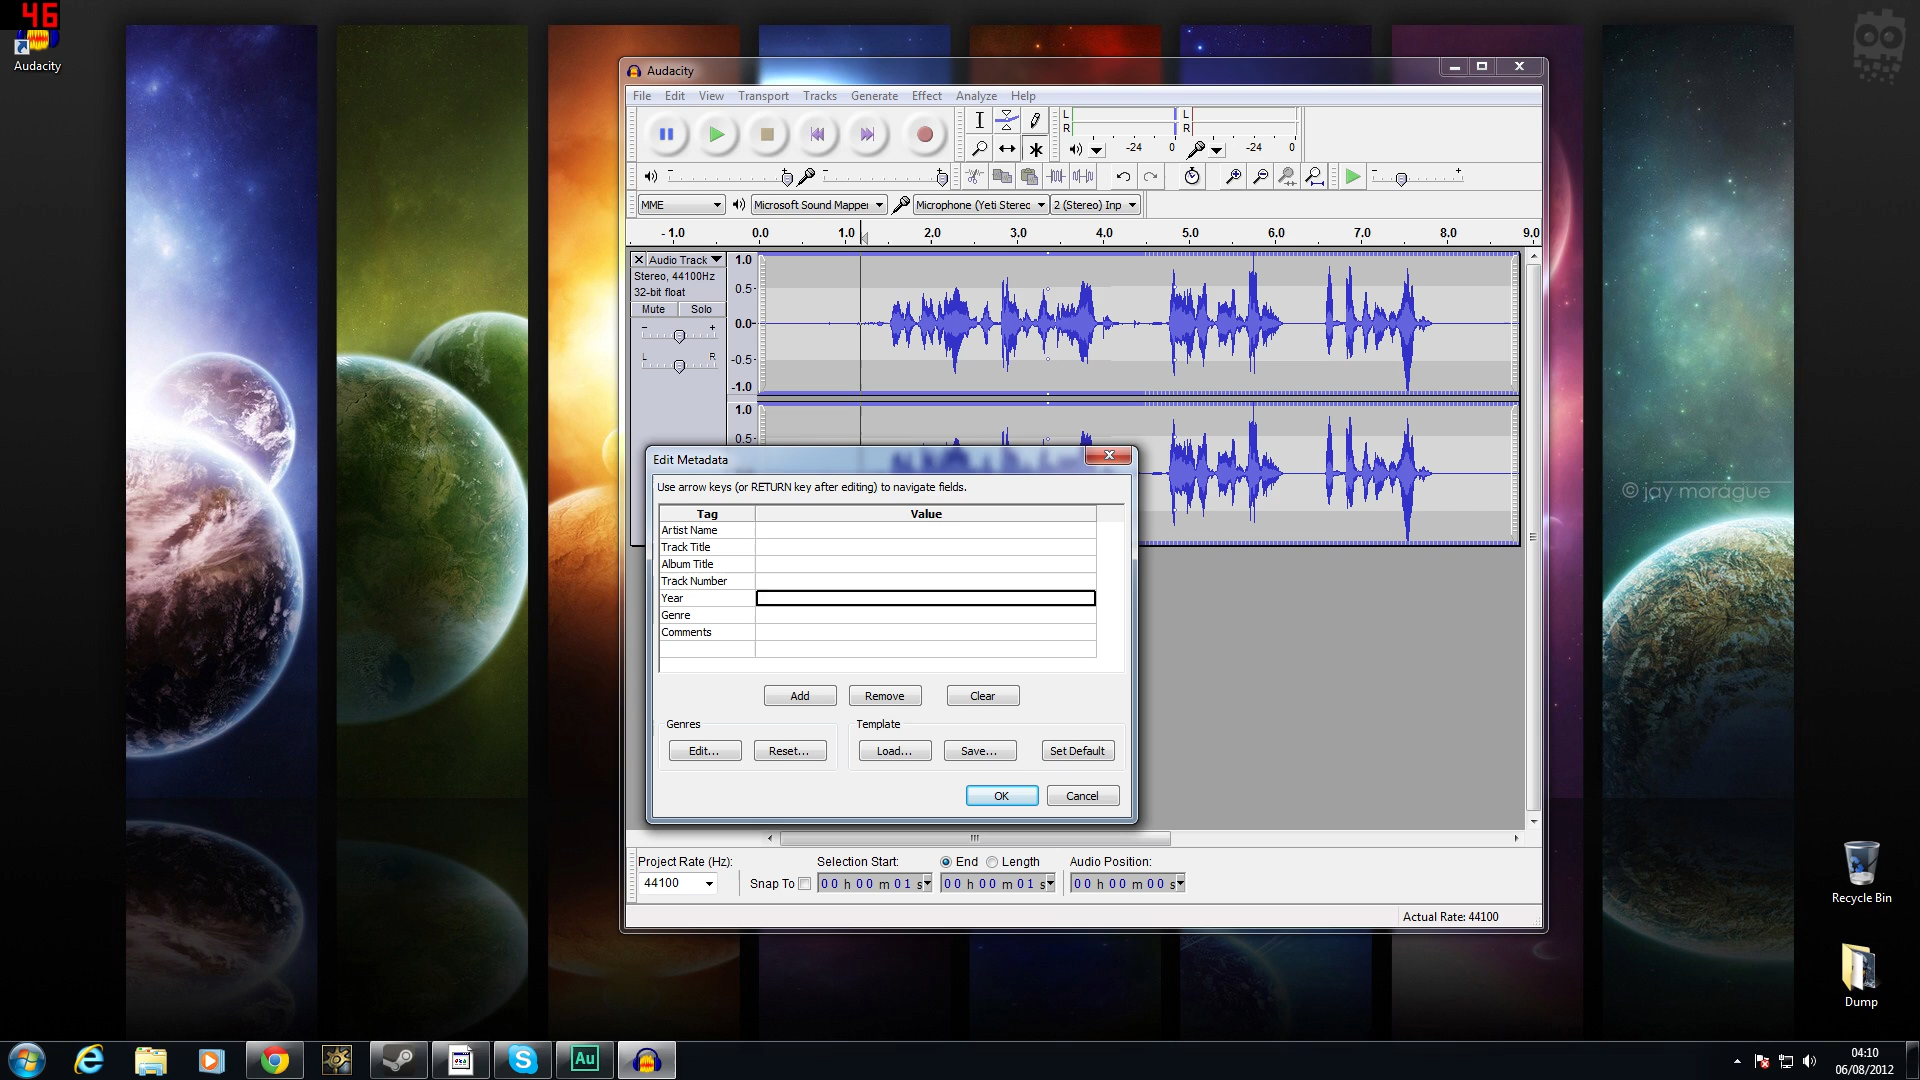 46
Audacity
Audacity
File Edit View Transport Tracks Generate Effect Analyze Help
L
R
-24 0
L
R
-24 0
- +
- +
- +
MME
Microsoft Sound Mapper
Microphone (Yeti Stereo
2 (Stereo) Inp
- 1.0 0.0 1.0 2.0 3.0 4.0 5.0 6.0 7.0 8.0 9.0
Audio Track
Stereo, 44100Hz
32-bit float
Mute Solo
- +
L R
1.0
0.5
0.0
-0.5
-1.0
1.0
0.5
Edit Metadata
Use arrow keys (or RETURN key after editing) to navigate fields.
Tag Value
Artist Name
Track Title
Album Title
Track Number
Year
Genre
Comments
Add Remove Clear
Genres
Edit... Reset...
Template
Load... Save... Set Default
OK Cancel
Project Rate (Hz):
44100
Snap To
Selection Start:
00 h 00 m 01 s
End Length
00 h 00 m 01 s
Audio Position:
00 h 00 m 00 s
Actual Rate: 44100
© jay morague
Recycle Bin
Dump
Au
04:10
06/08/2012